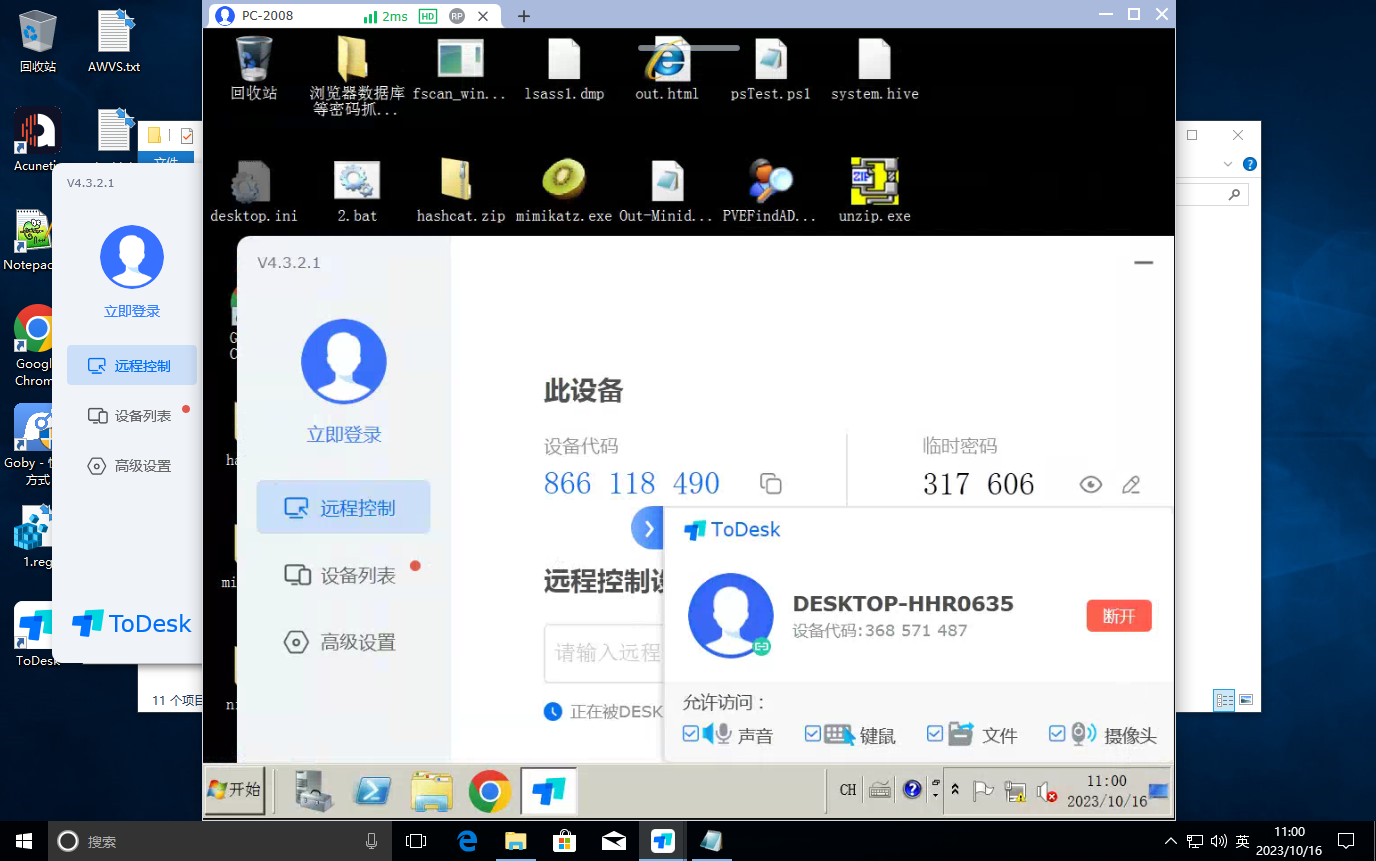 PC-2008
2ms
HD
RP
回收站
AWVS.txt
回收站
浏览器数据库
等密码抓...
fscan_win...
lsass1.dmp
out.html
psTest.ps1
system.hive
文件
V4.3.2.1
desktop.ini
2.bat
hashcat.zip
mimikatz.exe
Out-Minid...
PVEFindAD...
unzip.exe
Notepad
V4.3.2.1
立即登录
此设备
设备代码
临时密码
866 118 490
317 606
立即登录
远程控制
设备列表
高级设置
远程控制
设备列表
高级设置
Chrom
Goby -
方式
1.reg
ToDesk
ToDesk
ToDesk
DESKTOP-HHR0635
设备代码:368 571 487
断开
远程控制设
请输入远程
正在被DESK
允许访问：
声音
键鼠
文件
摄像头
11 个项目
开始
CH
11:00
2023/10/16
搜索
英
11:00
2023/10/16